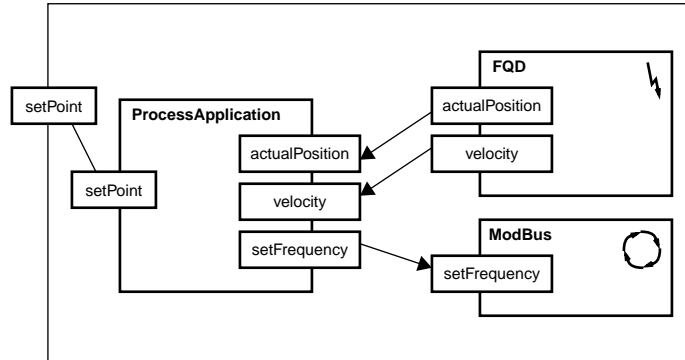 FQD
setPoint
actualPosition
ProcessApplication
actualPosition
velocity
setPoint
velocity
setFrequency
ModBus
setFrequency